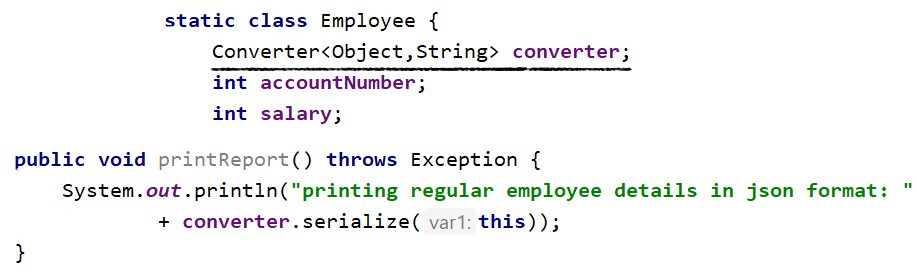 static class Employee {
Converter<Object,String> converter;
int accountNumber;
int salary;
public void printReport() throws Exception {
System.out.println("printing regular employee details in json format: "
+ converter.serialize( var1: this));
}